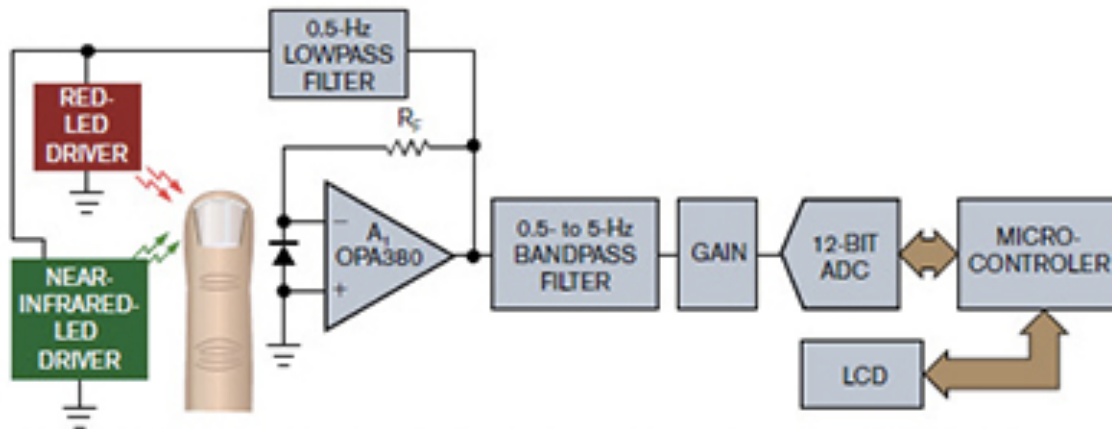 0.5-Hz
LOWPASS
FILTER
RED-
LED
DRIVER
RF
A1
OPA380
−
+
0.5- to 5-Hz
BANDPASS
FILTER
GAIN
12-BIT
ADC
MICRO-
CONTROLER
NEAR-
INFRARED-
LED
DRIVER
LCD